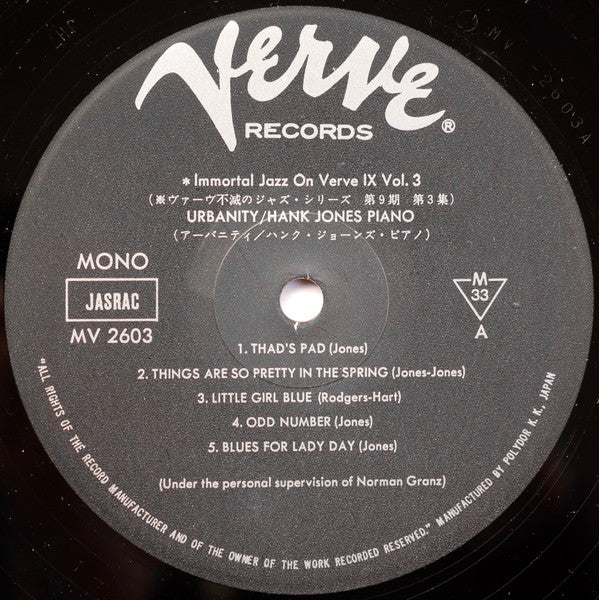 Verve
RECORDS ®
* Immortal Jazz On Verve IX Vol. 3
(※ヴァーヴ不滅のジャズ・シリーズ 第9期 第3集)
URBANITY/HANK JONES PIANO
(アーバニティ/ハンク・ジョーンズ・ピアノ)
MONO
JASRAC
MV 2603
M
33
A
1. THAD'S PAD (Jones)
2. THINGS ARE SO PRETTY IN THE SPRING (Jones-Jones)
3. LITTLE GIRL BLUE (Rodgers-Hart)
4. ODD NUMBER (Jones)
5. BLUES FOR LADY DAY (Jones)
(Under the personal supervision of Norman Granz)
"ALL RIGHTS OF THE RECORD MANUFACTURER AND OF THE OWNER OF THE WORK RECORDED RESERVED." MANUFACTURED BY POLYDOR K. K., JAPAN
MV 2603 A